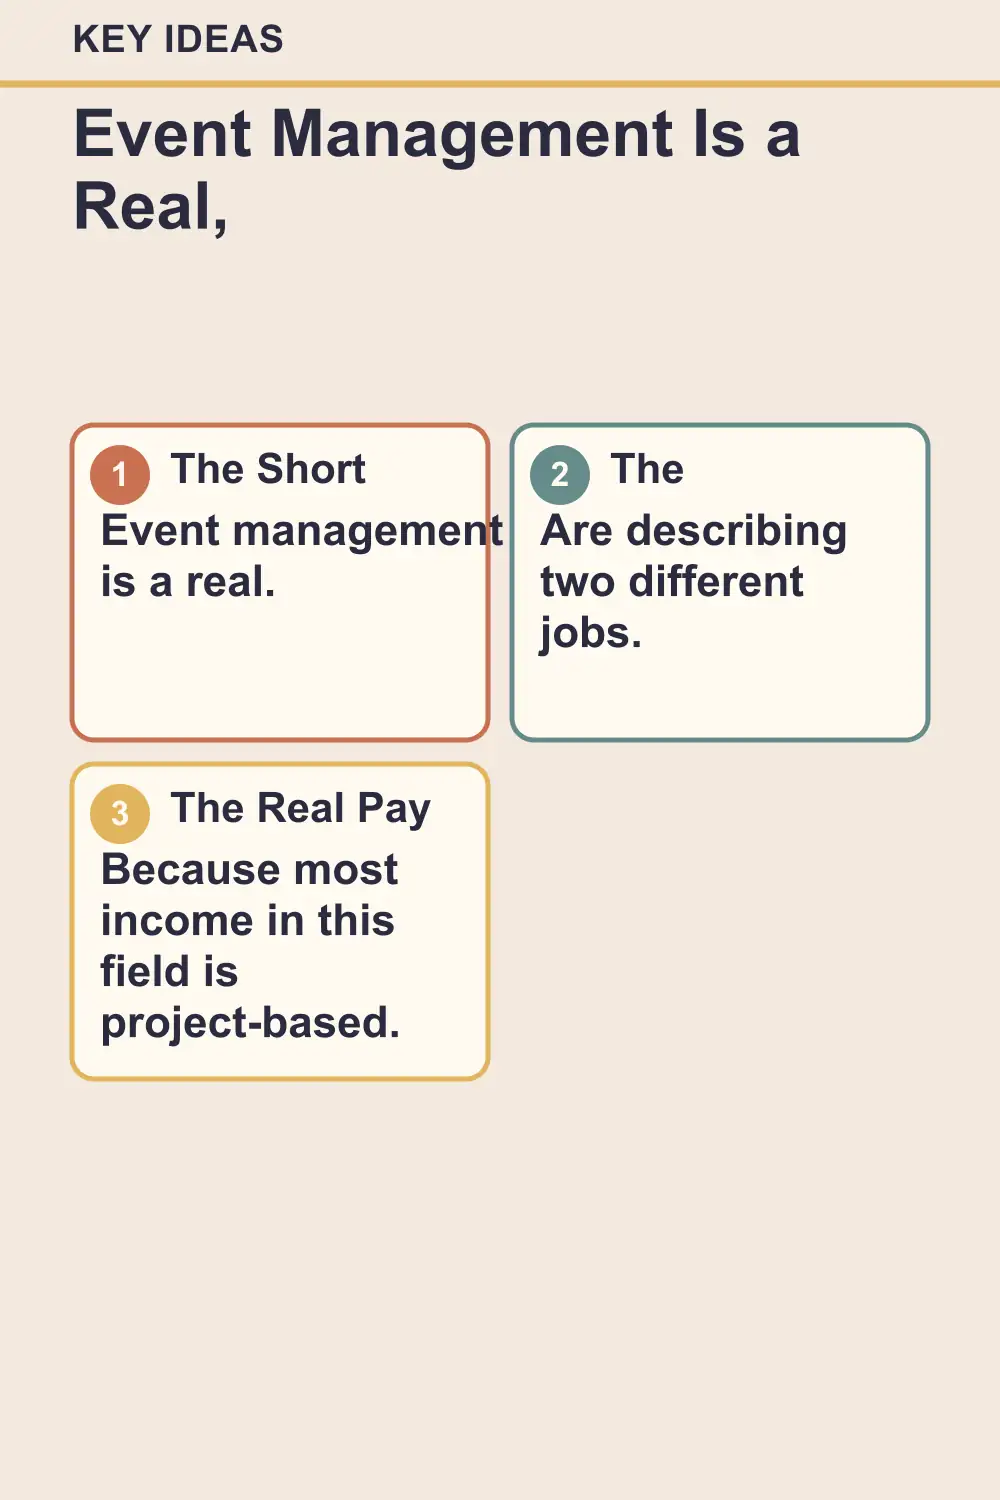 KEY IDEAS
Event Management Is a
Real,
1 The Short
Event management
is a real.
2 The
Are describing
two different
jobs.
3 The Real Pay
Because most
income in this
field is
project-based.